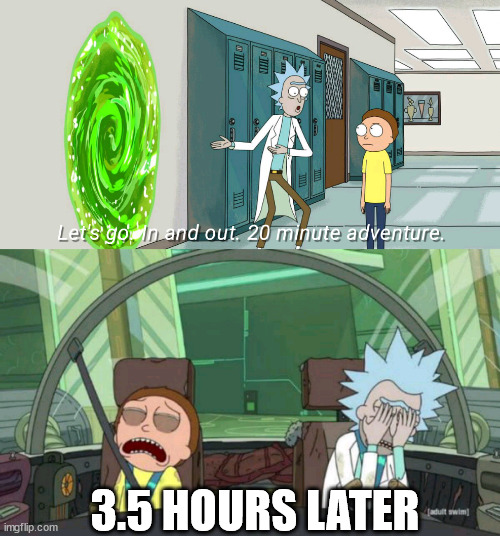 Let's go. In and out. 20 minute adventure.
3.5 HOURS LATER
[adult swim]
imgflip.com